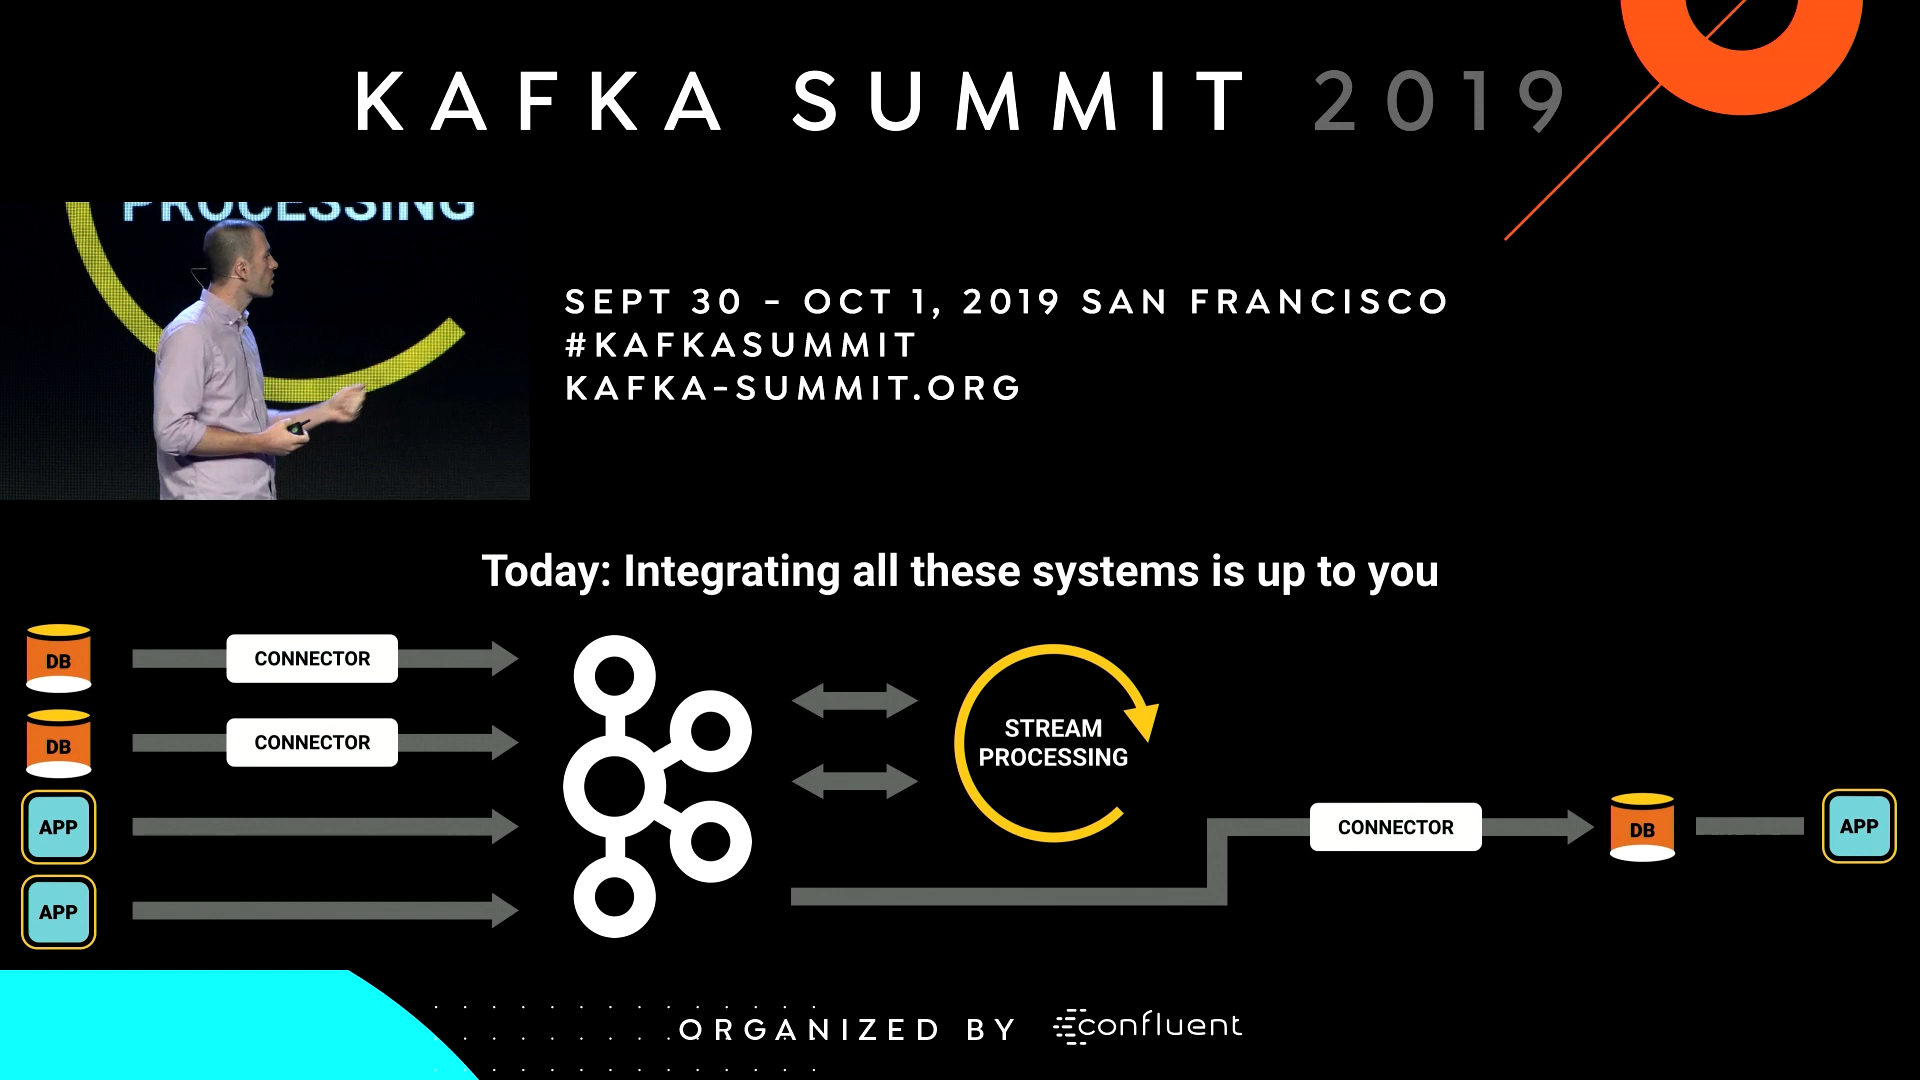 KAFKA SUMMIT 2019
PROCESSING
SEPT 30 - OCT 1, 2019 SAN FRANCISCO
#KAFKASUMMIT
KAFKA-SUMMIT.ORG
Today: Integrating all these systems is up to you
DB
CONNECTOR
DB
CONNECTOR
APP
APP
STREAM
PROCESSING
CONNECTOR
DB
APP
ORGANIZED BY confluent